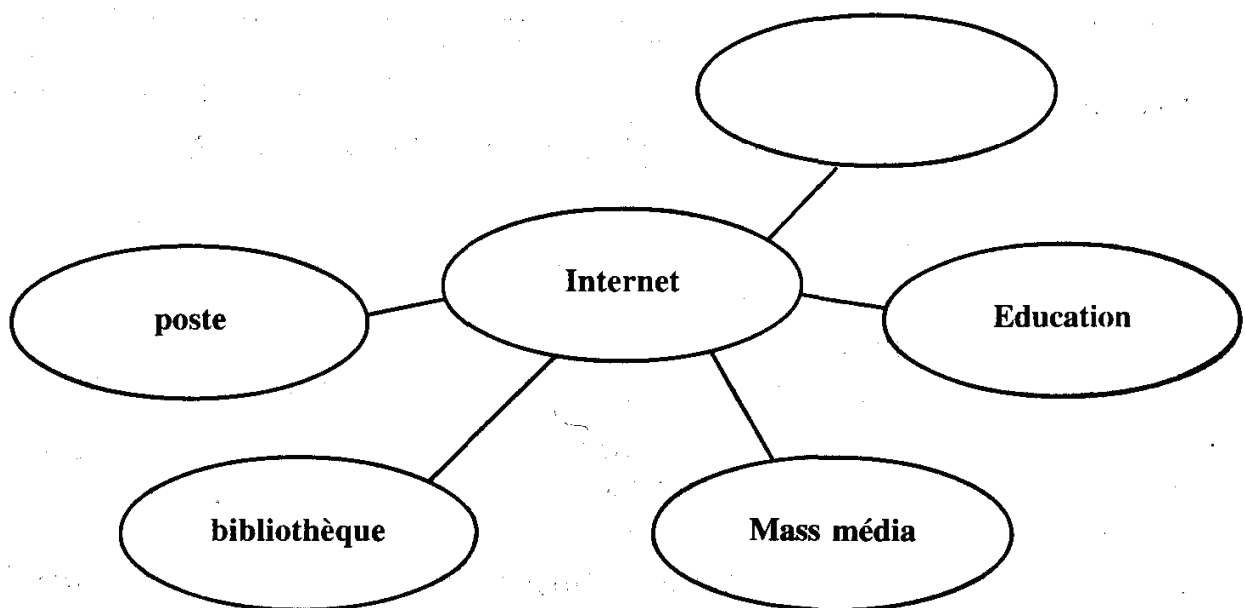 Internet
poste
Education
bibliothèque
Mass média